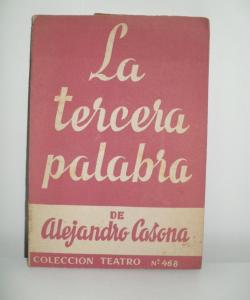 La
tercera
palabra
DE
Alejandro Casona
COLECCION TEATRO Nº 468